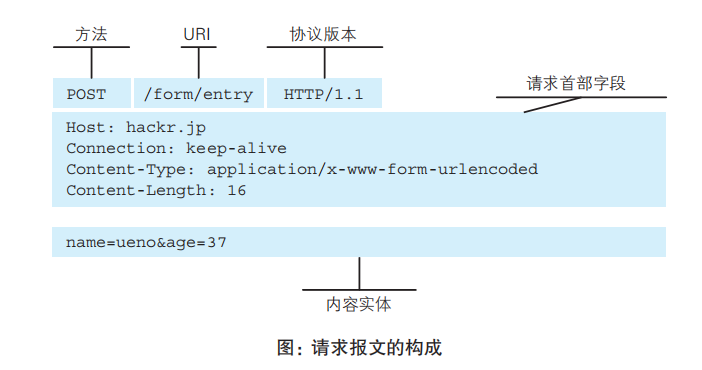 方法 URI 协议版本
请求首部字段
POST /form/entry HTTP/1.1
Host: hackr.jp
Connection: keep-alive
Content-Type: application/x-www-form-urlencoded
Content-Length: 16
name=ueno&age=37
内容实体
图：请求报文的构成